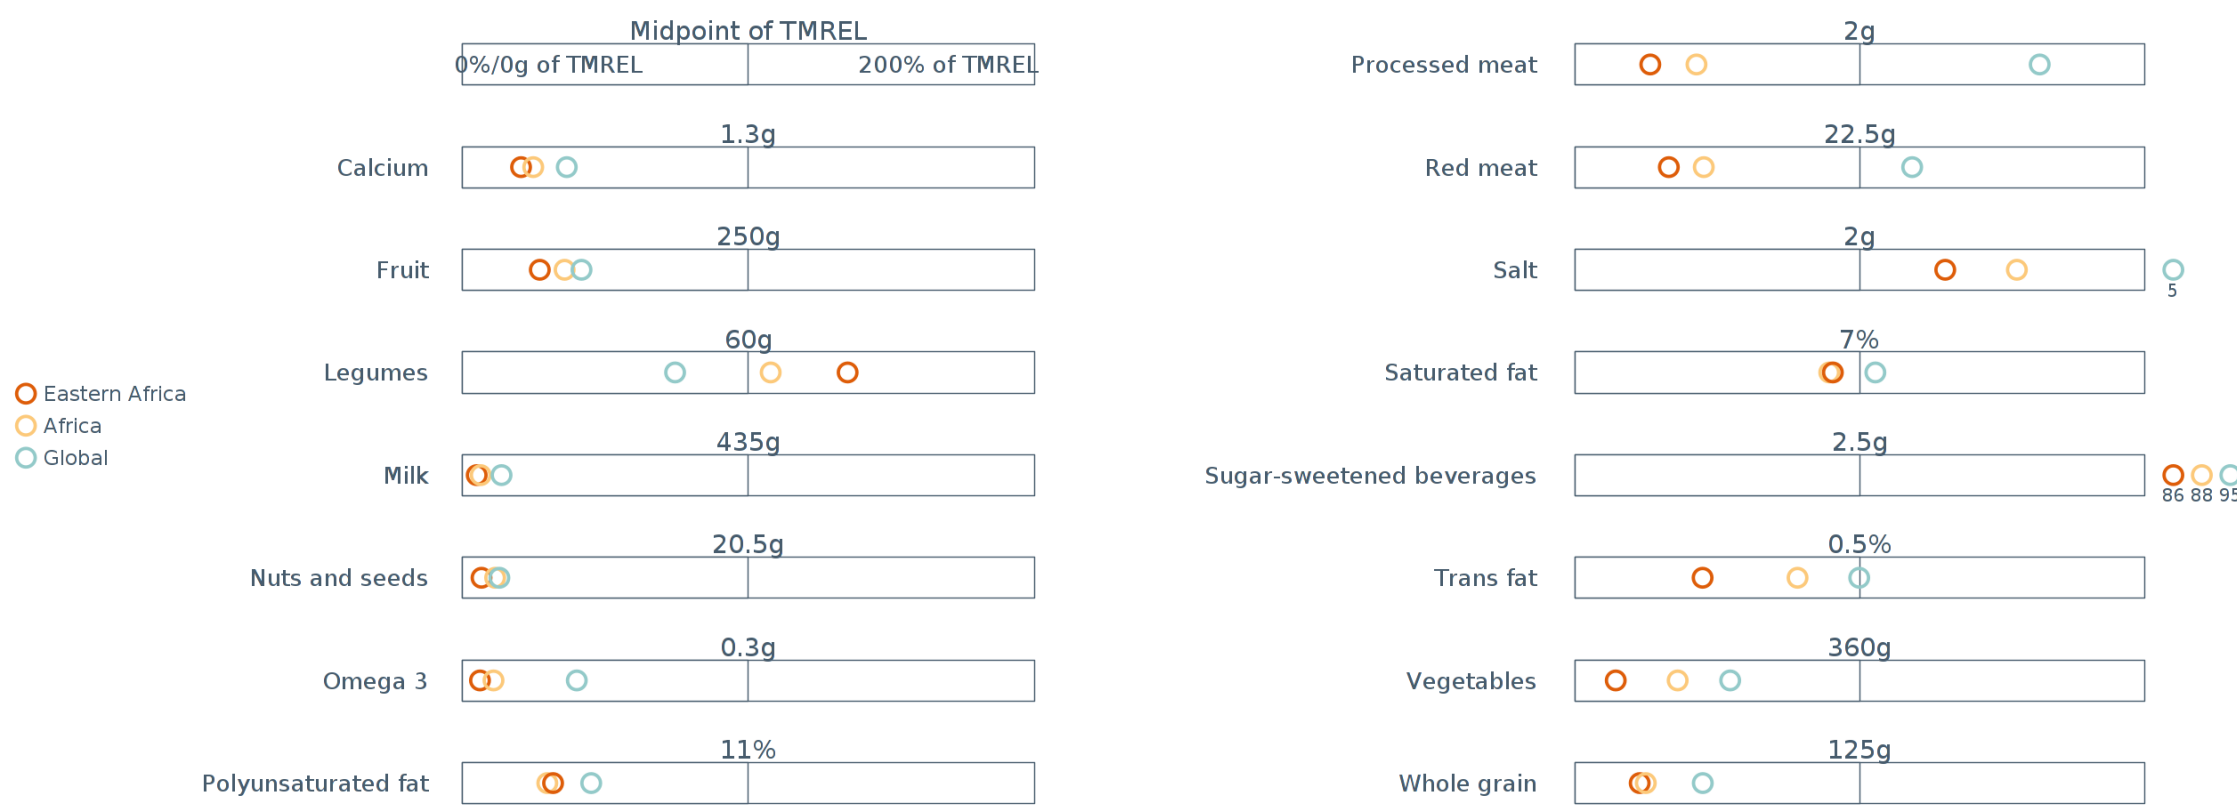 Midpoint of TMREL
0%/0g of TMREL 200% of TMREL
Calcium
1.3g
Fruit
250g
Legumes
60g
Milk
435g
Nuts and seeds
20.5g
Omega 3
0.3g
Polyunsaturated fat
11%
Eastern Africa
Africa
Global
Processed meat
2g
Red meat
22.5g
Salt
2g
5
Saturated fat
7%
Sugar-sweetened beverages
2.5g
86 88 95
Trans fat
0.5%
Vegetables
360g
Whole grain
125g